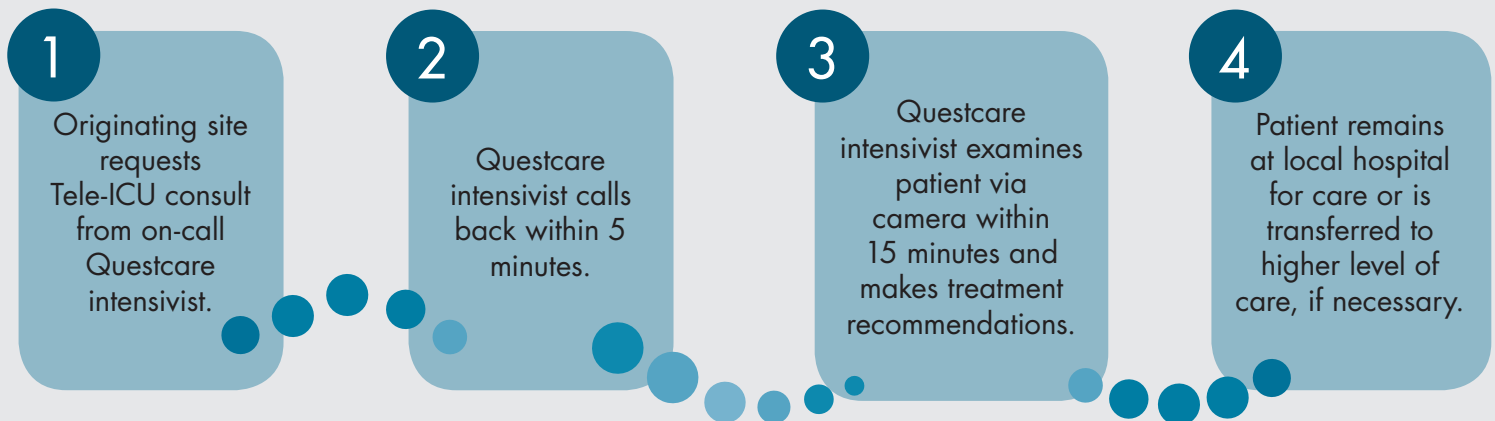 1
Originating site
requests
Tele-ICU consult
from on-call
Questcare
intensivist.
2
Questcare
intensivist calls
back within 5
minutes.
3
Questcare
intensivist examines
patient via
camera within
15 minutes and
makes treatment
recommendations.
4
Patient remains
at local hospital
for care or is
transferred to
higher level of
care, if necessary.